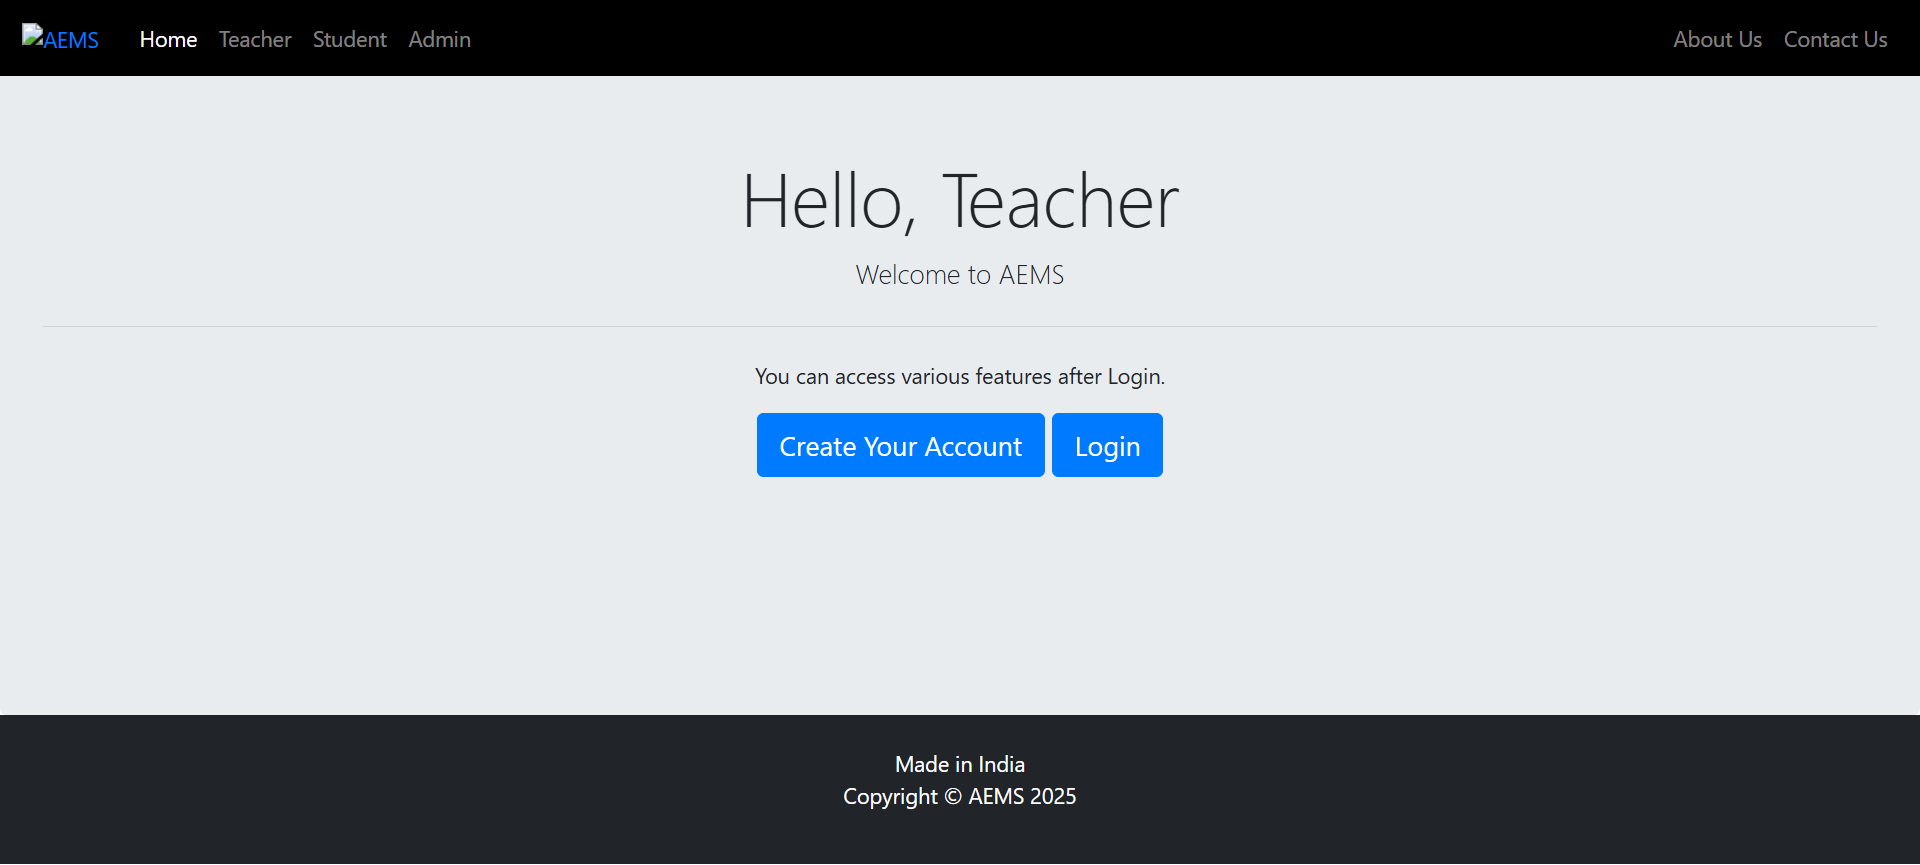 AEMS Home Teacher Student Admin About Us Contact Us
Hello, Teacher
Welcome to AEMS
You can access various features after Login.
Create Your Account Login
Made in India
Copyright © AEMS 2025